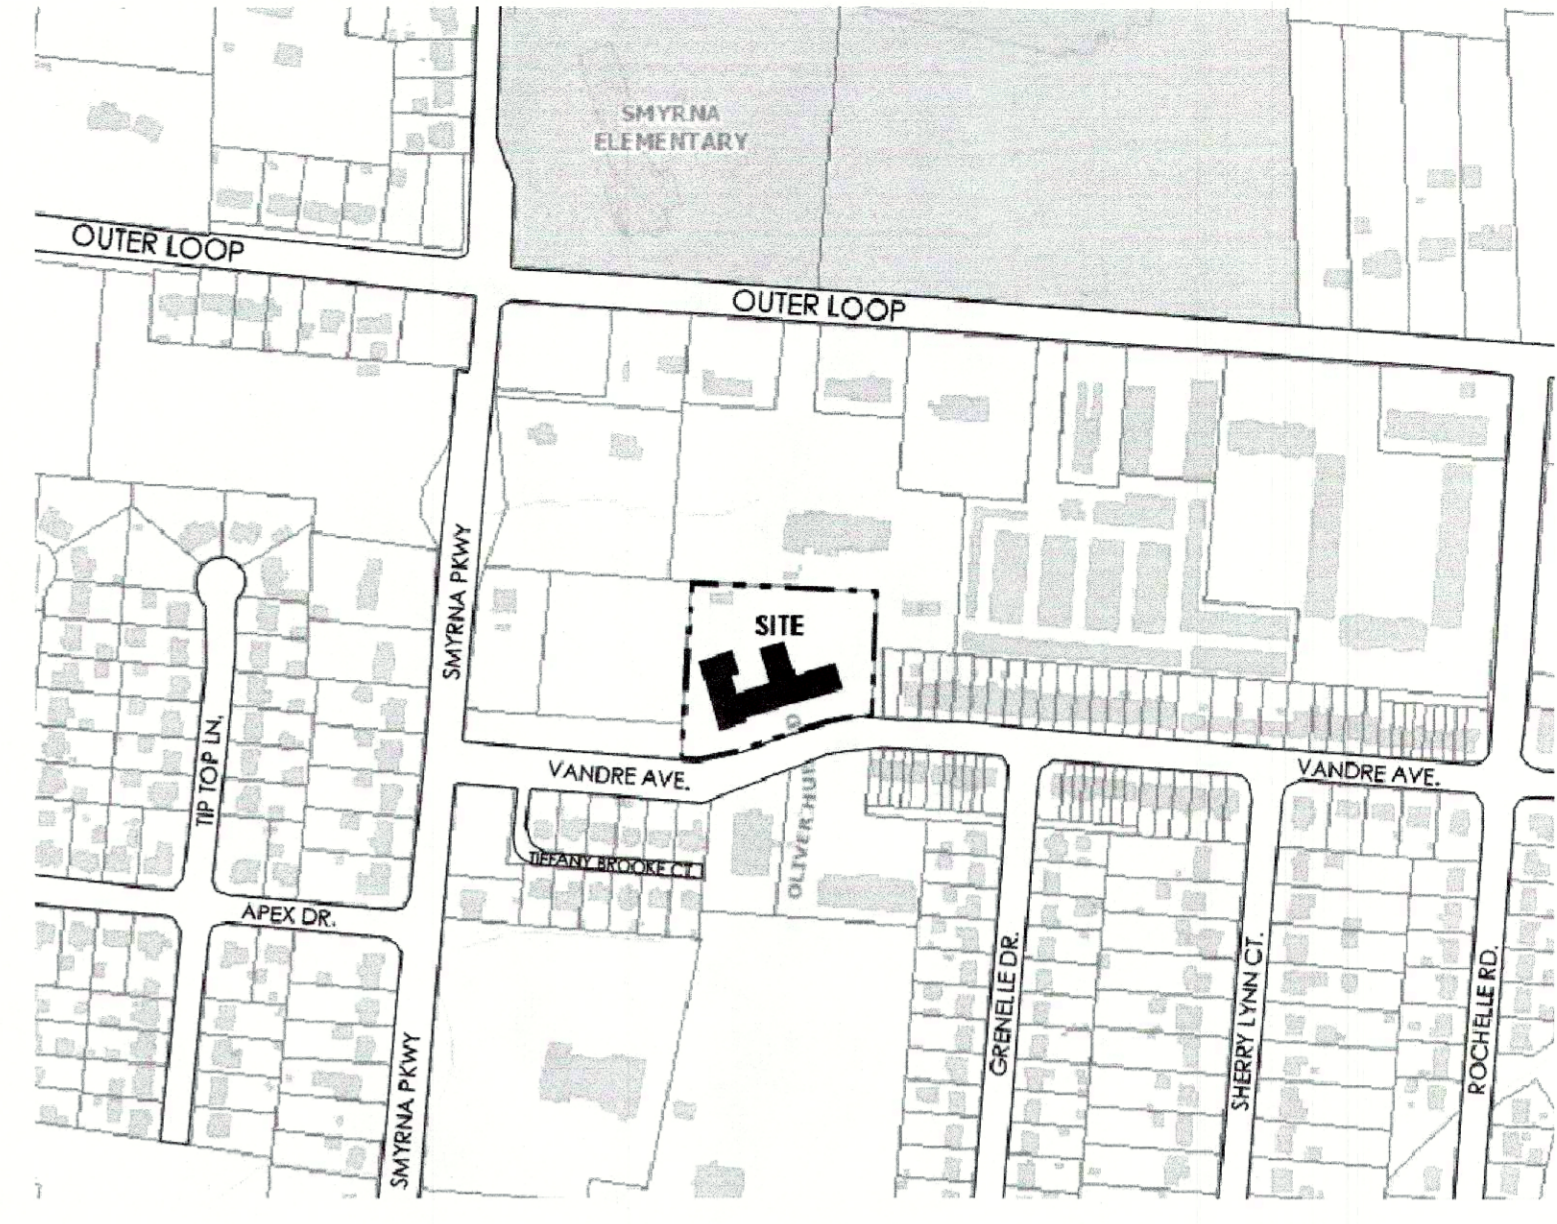 SMYRNA
ELEMENTARY
OUTER LOOP
OUTER LOOP
SMYRNA PKWY
SITE
TIP TOP LN.
VANDRE AVE.
VANDRE AVE.
TIFFANY BROOKE CT.
APEX DR.
GRENELLE DR.
SHERRY LYNN CT.
ROCHELLE RD.
SMYRNA PKWY